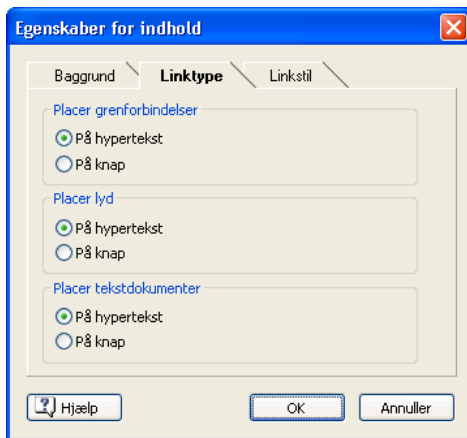 Egenskaber for indhold
Baggrund Linktype Linkstil
Placer grenforbindelser
På hypertekst
På knap
Placer lyd
På hypertekst
På knap
Placer tekstdokumenter
På hypertekst
På knap
Hjælp OK Annuller